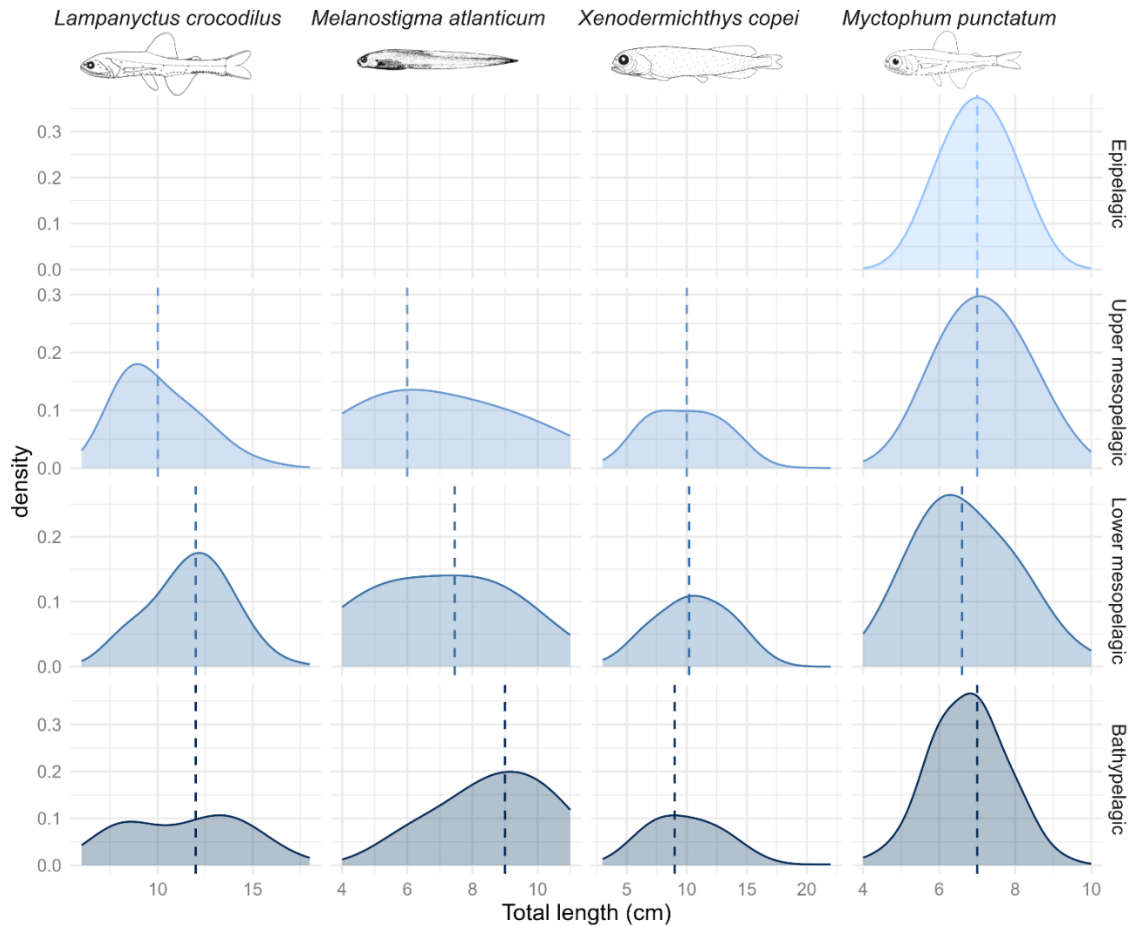 Lampanyctus crocodilus Melanostigma atlanticum Xenodermichthys copei Myctophum punctatum
0.3
0.2
0.1
0.0
Epipelagic
0.3
0.2
0.1
0.0
Upper mesopelagic
density
0.2
0.1
0.0
Lower mesopelagic
0.3
0.2
0.1
0.0
Bathypelagic
10 15 4 6 8 10 5 10 15 20 4 6 8 10
Total length (cm)